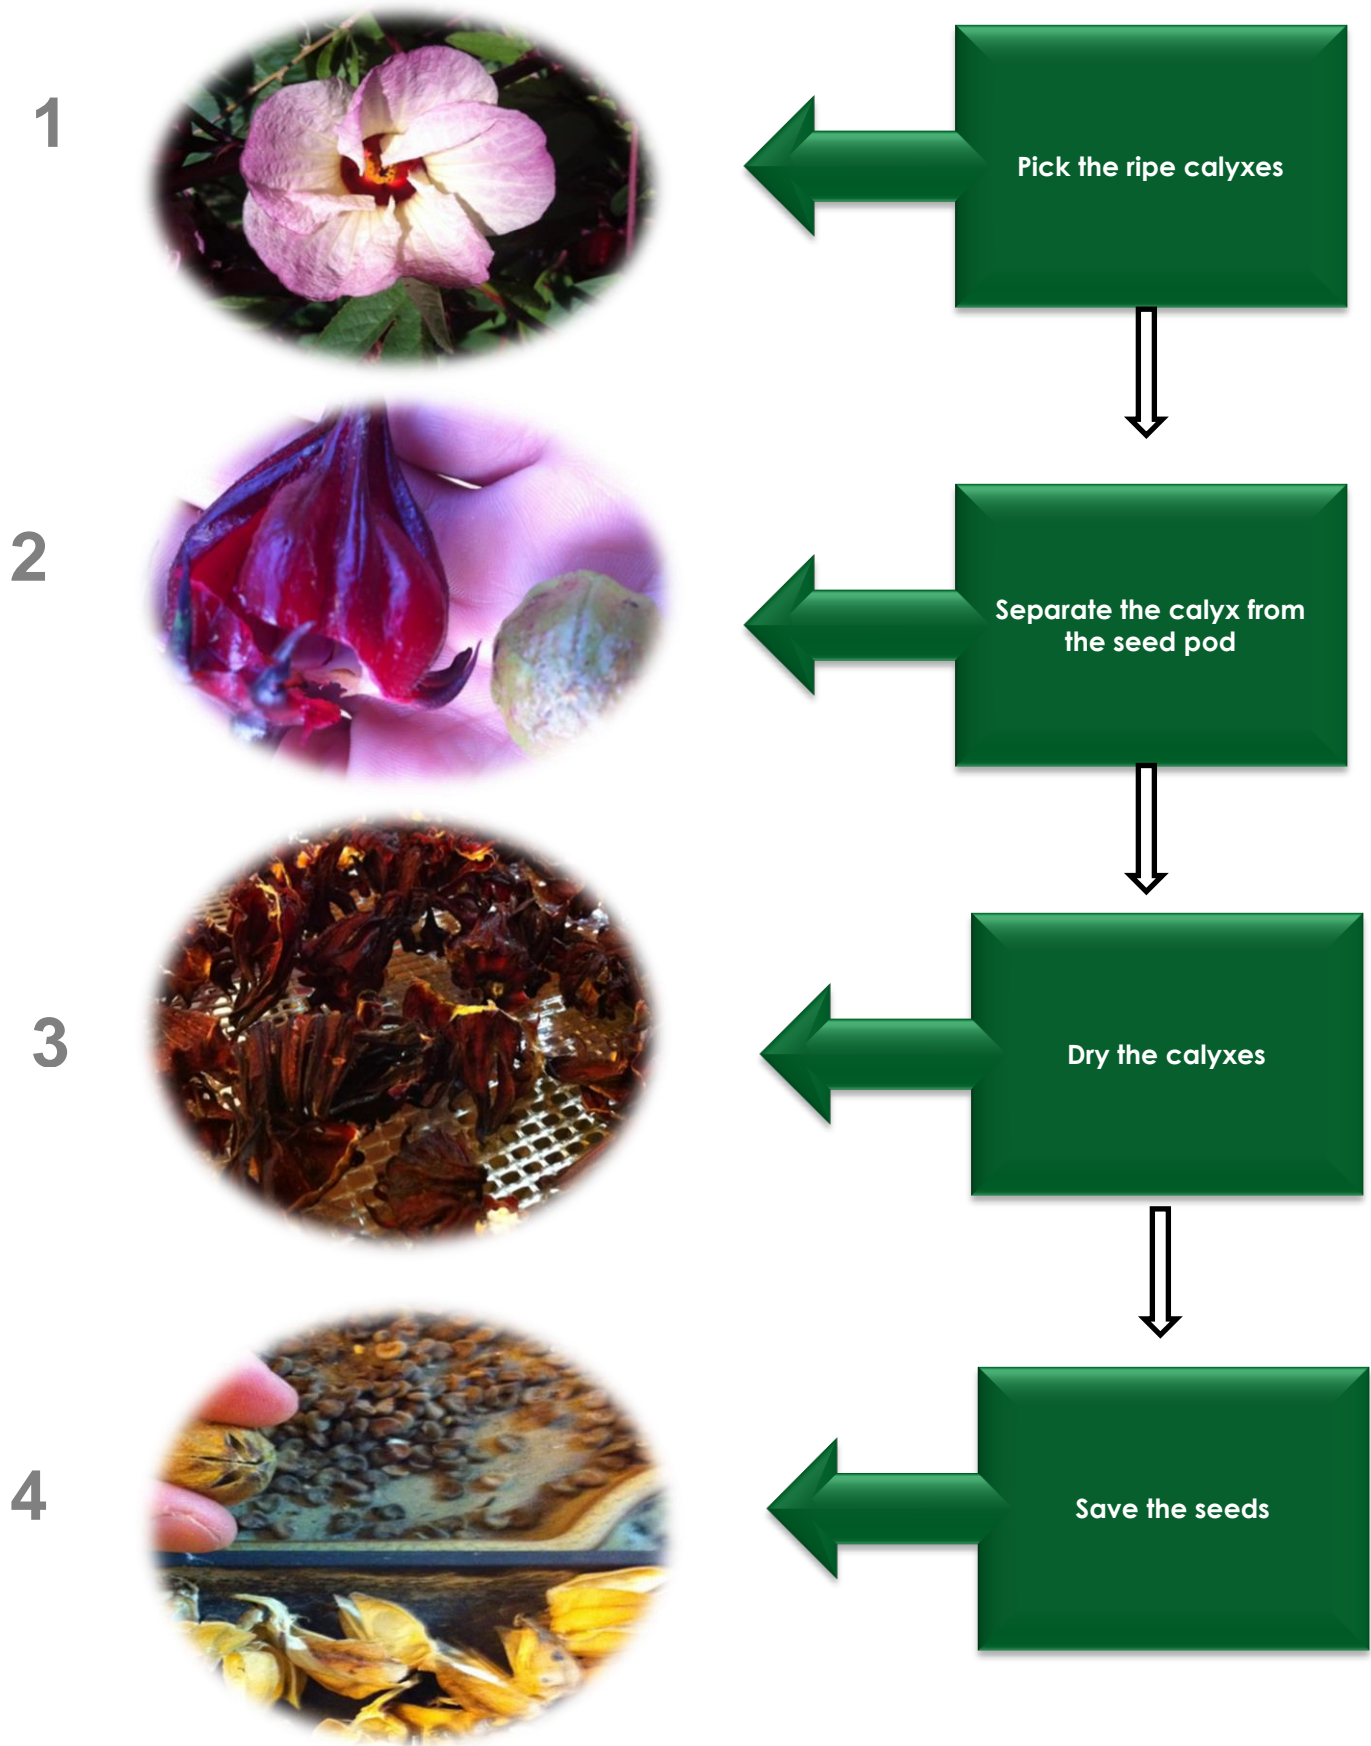 1
Pick the ripe calyxes
2
Separate the calyx from
the seed pod
3
Dry the calyxes
4
Save the seeds